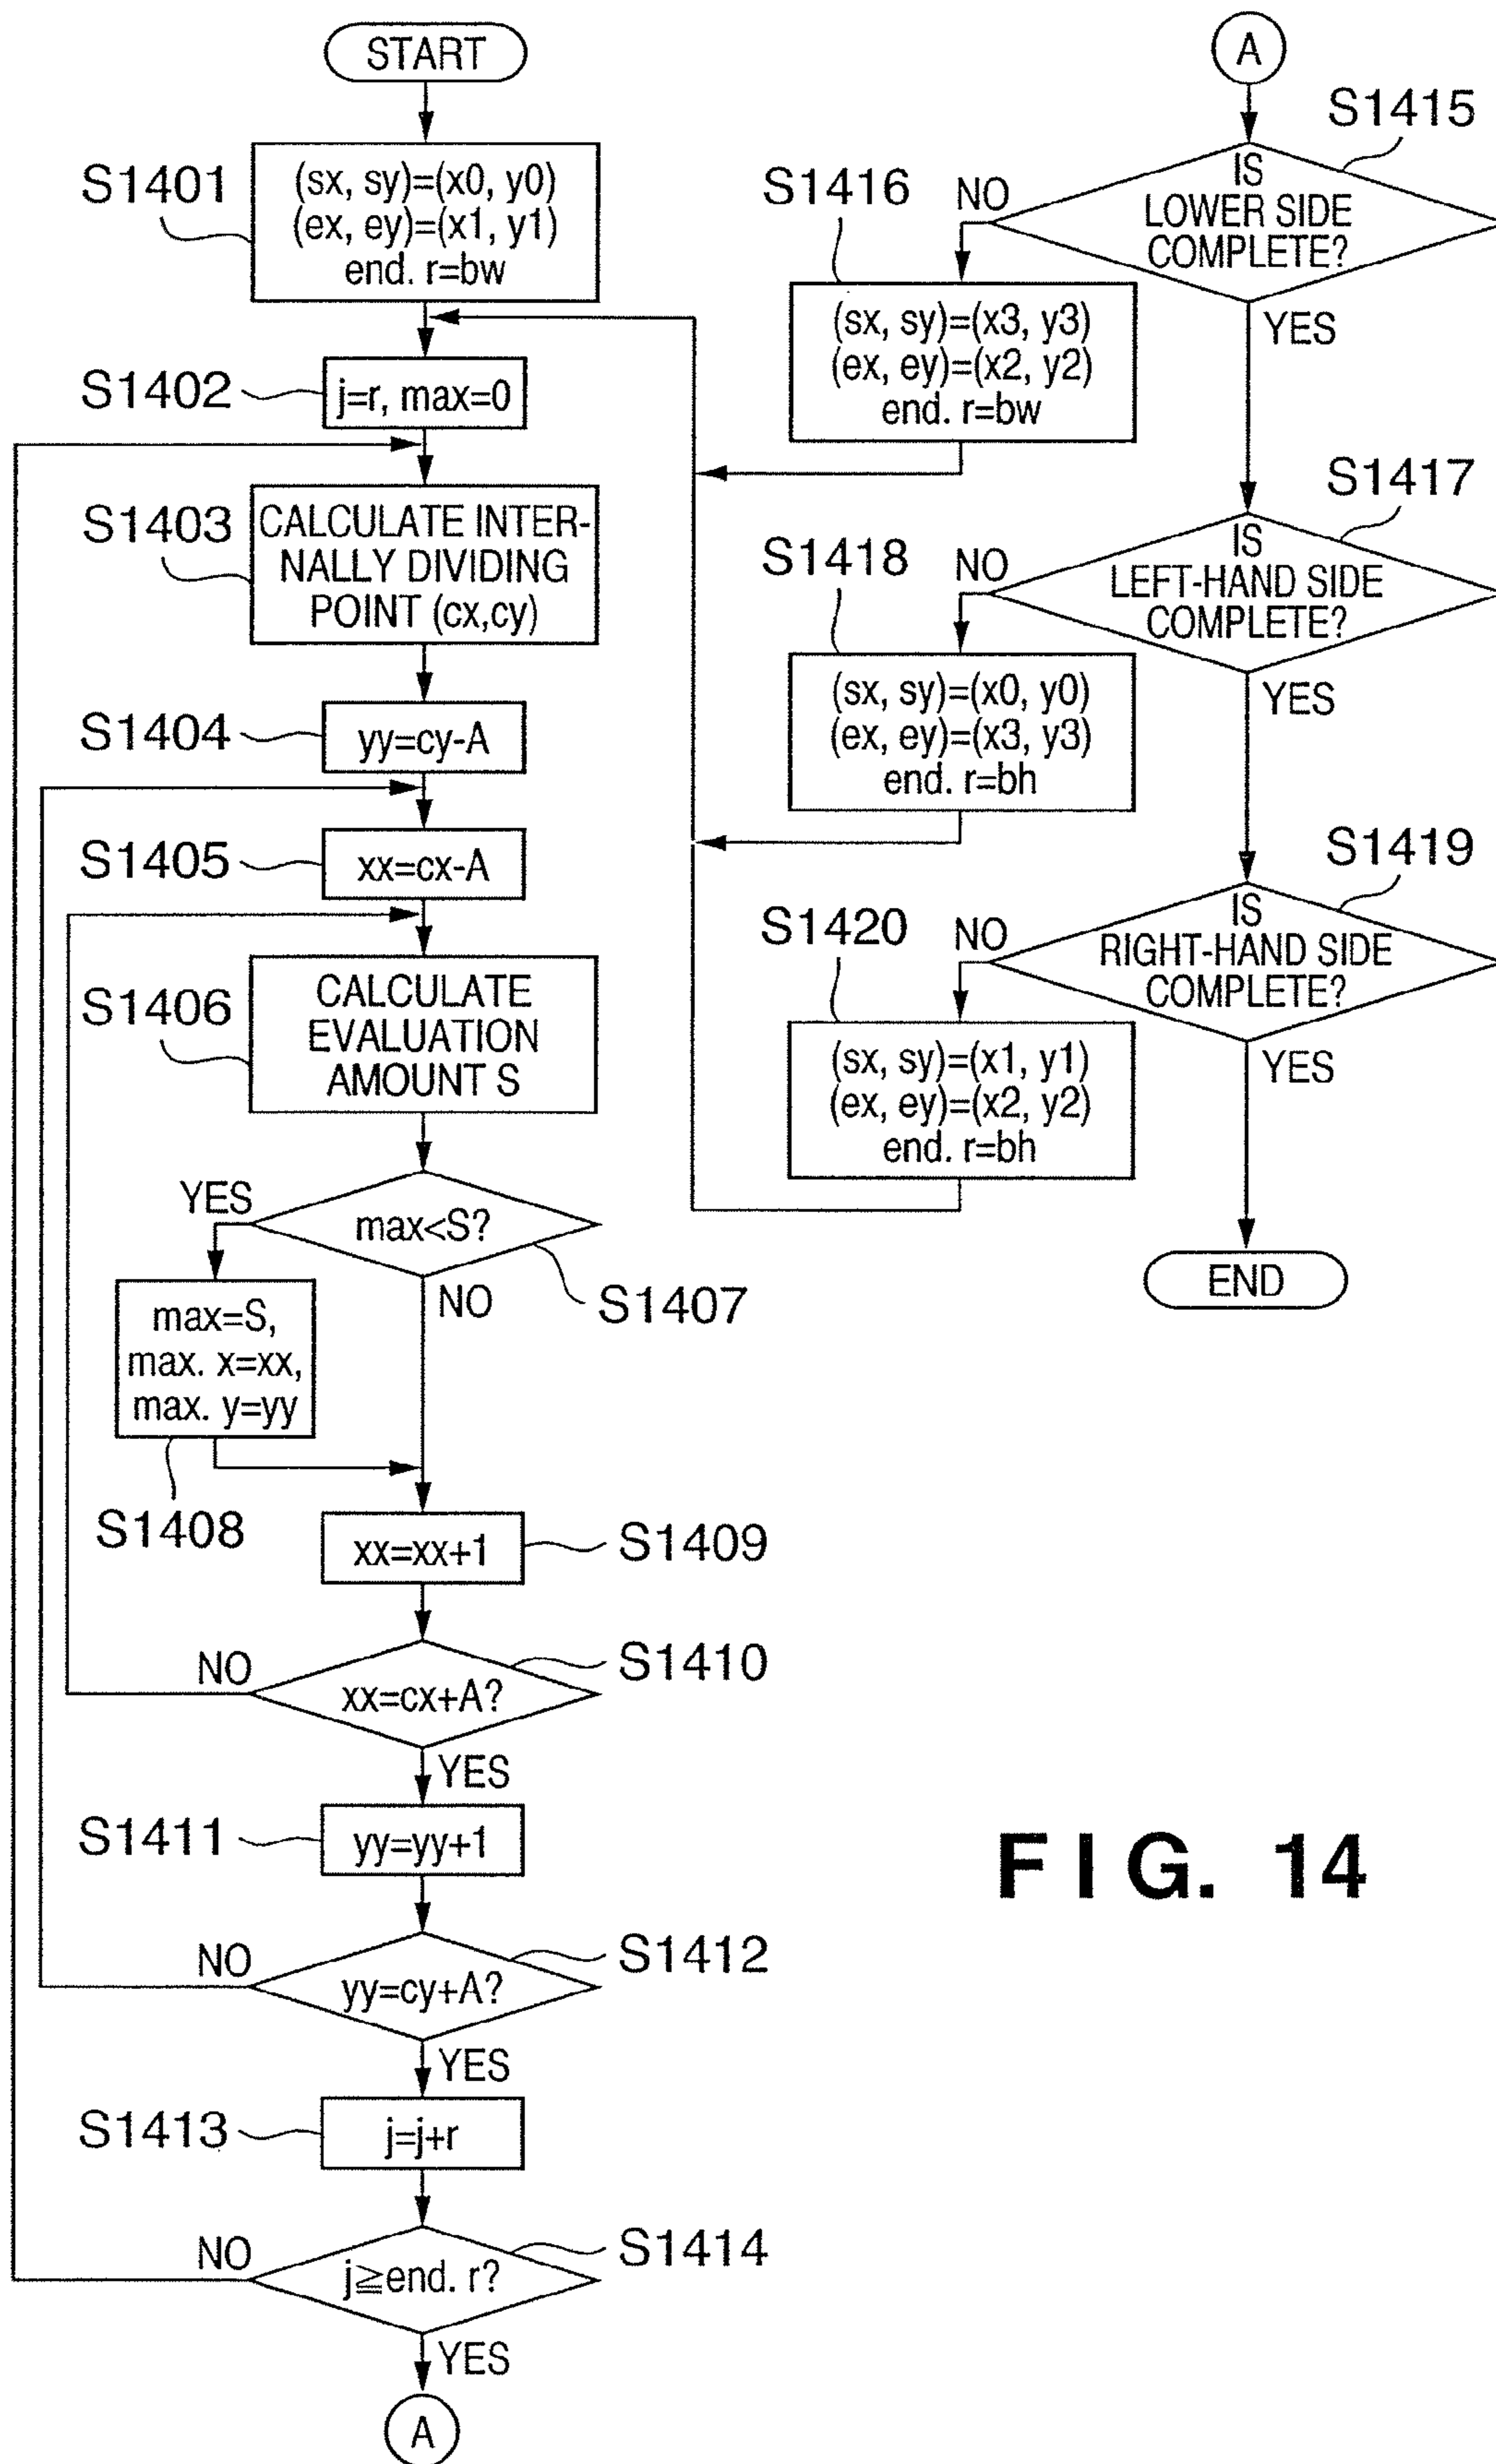 START
S1401
(sx, sy)=(x0, y0)
(ex, ey)=(x1, y1)
end. r=bw
S1402
j=r, max=0
S1403
CALCULATE INTER-
NALLY DIVIDING
POINT (cx,cy)
S1404
yy=cy-A
S1405
xx=cx-A
S1406
CALCULATE
EVALUATION
AMOUNT S
YES
max<S?
NO
S1407
max=S,
max. x=xx,
max. y=yy
S1408
xx=xx+1
S1409
NO
xx=cx+A?
S1410
YES
S1411
yy=yy+1
NO
yy=cy+A?
S1412
YES
S1413
j=j+r
NO
j≧end. r?
S1414
YES
A
A
S1415
IS
LOWER SIDE
COMPLETE?
NO
YES
S1416
(sx, sy)=(x3, y3)
(ex, ey)=(x2, y2)
end. r=bw
S1417
IS
LEFT-HAND SIDE
COMPLETE?
NO
YES
S1418
(sx, sy)=(x0, y0)
(ex, ey)=(x3, y3)
end. r=bh
S1419
IS
RIGHT-HAND SIDE
COMPLETE?
NO
YES
S1420
(sx, sy)=(x1, y1)
(ex, ey)=(x2, y2)
end. r=bh
END
FIG. 14